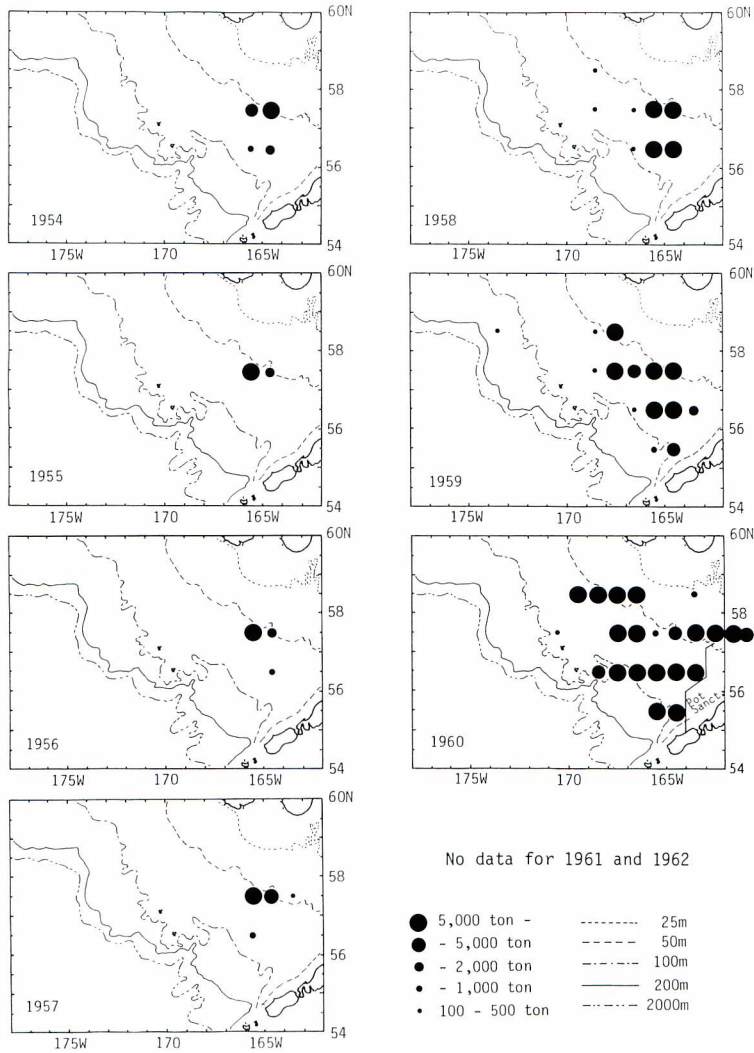 60N
58
56
54
1954
175W 170 165W
60N
58
56
54
1958
175W 170 165W
58
56
54
1955
175W 170 165W
60N
58
56
54
1959
175W 170 165W
58
56
54
1956
175W 170 165W
60N
58
56
54
Pot
Sanct.
1960
175W 170 165W
60N
58
56
54
1957
175W 170 165W
No data for 1961 and 1962
5,000 ton -
- 5,000 ton
- 2,000 ton
- 1,000 ton
100 - 500 ton
25m
50m
100m
200m
2000m